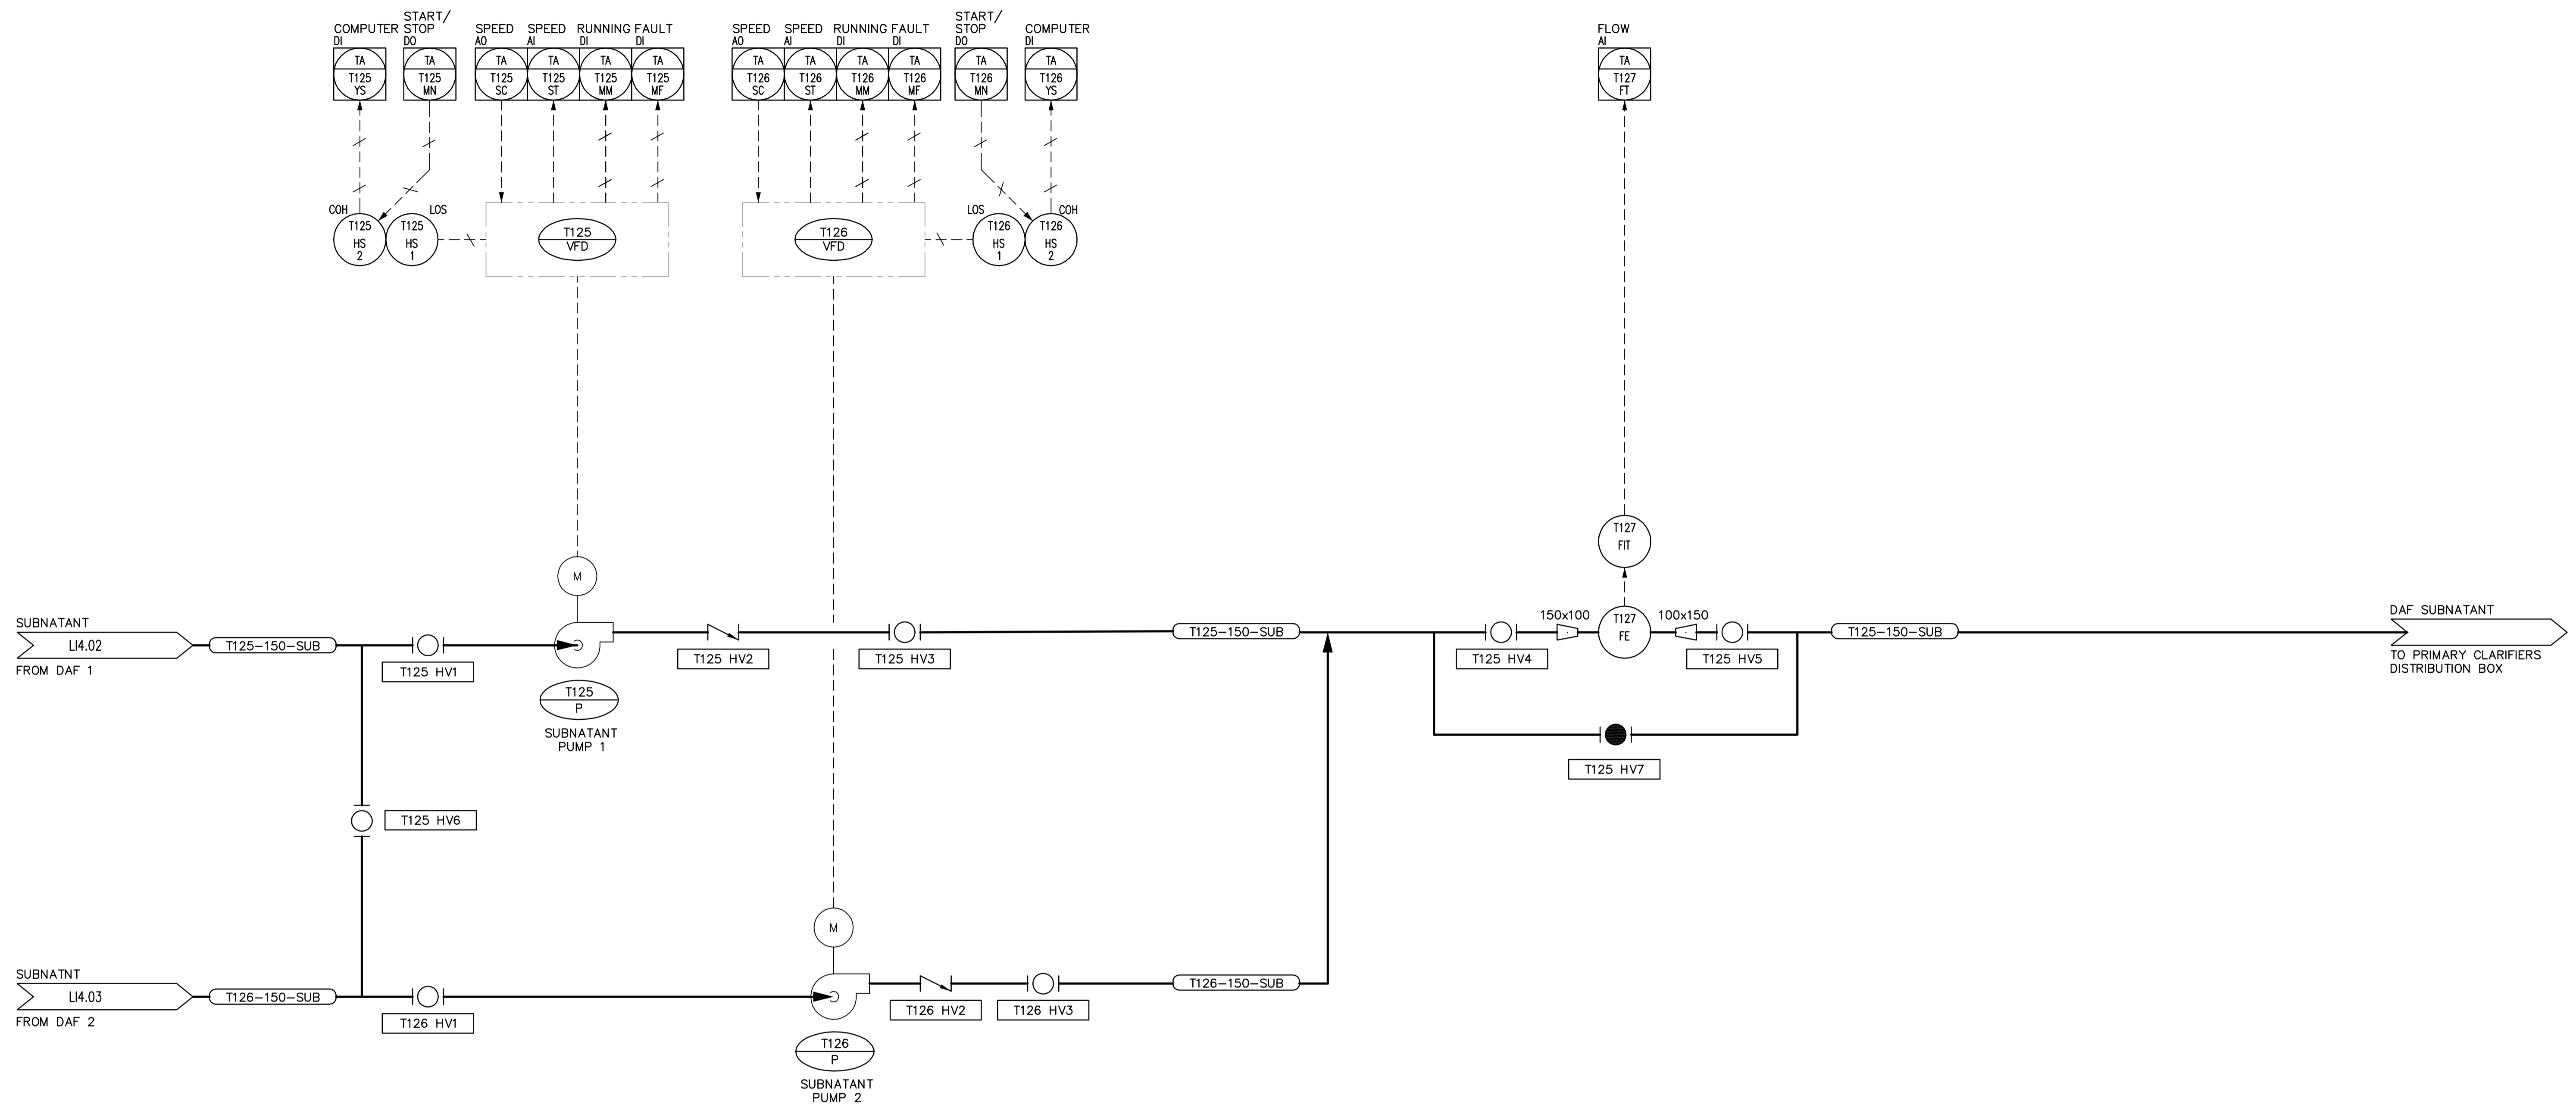 COMPUTER
DI
TA
T125
YS
START/
STOP
DO
TA
T125
MN
SPEED
AO
TA
T125
SC
SPEED
AI
TA
T125
ST
RUNNING
DI
TA
T125
MM
FAULT
DI
TA
T125
MF
SPEED
AO
TA
T126
SC
SPEED
AI
TA
T126
ST
RUNNING
DI
TA
T126
MM
FAULT
DI
TA
T126
MF
START/
STOP
DO
TA
T126
MN
COMPUTER
DI
TA
T126
YS
FLOW
AI
TA
T127
FT
COH
T125
HS
2
LOS
T125
HS
1
T125
VFD
T126
VFD
LOS
T126
HS
1
COH
T126
HS
2
T127
FIT
M
SUBNATANT
LI4.02
FROM DAF 1
T125-150-SUB
T125 HV1
T125
P
SUBNATANT
PUMP 1
T125 HV2
T125 HV3
T125-150-SUB
T125 HV4
150x100
T127
FE
100x150
T125 HV5
T125-150-SUB
DAF SUBNATANT
TO PRIMARY CLARIFIERS
DISTRIBUTION BOX
T125 HV7
T125 HV6
M
SUBNATNT
LI4.03
FROM DAF 2
T126-150-SUB
T126 HV1
T126
P
SUBNATANT
PUMP 2
T126 HV2
T126 HV3
T126-150-SUB